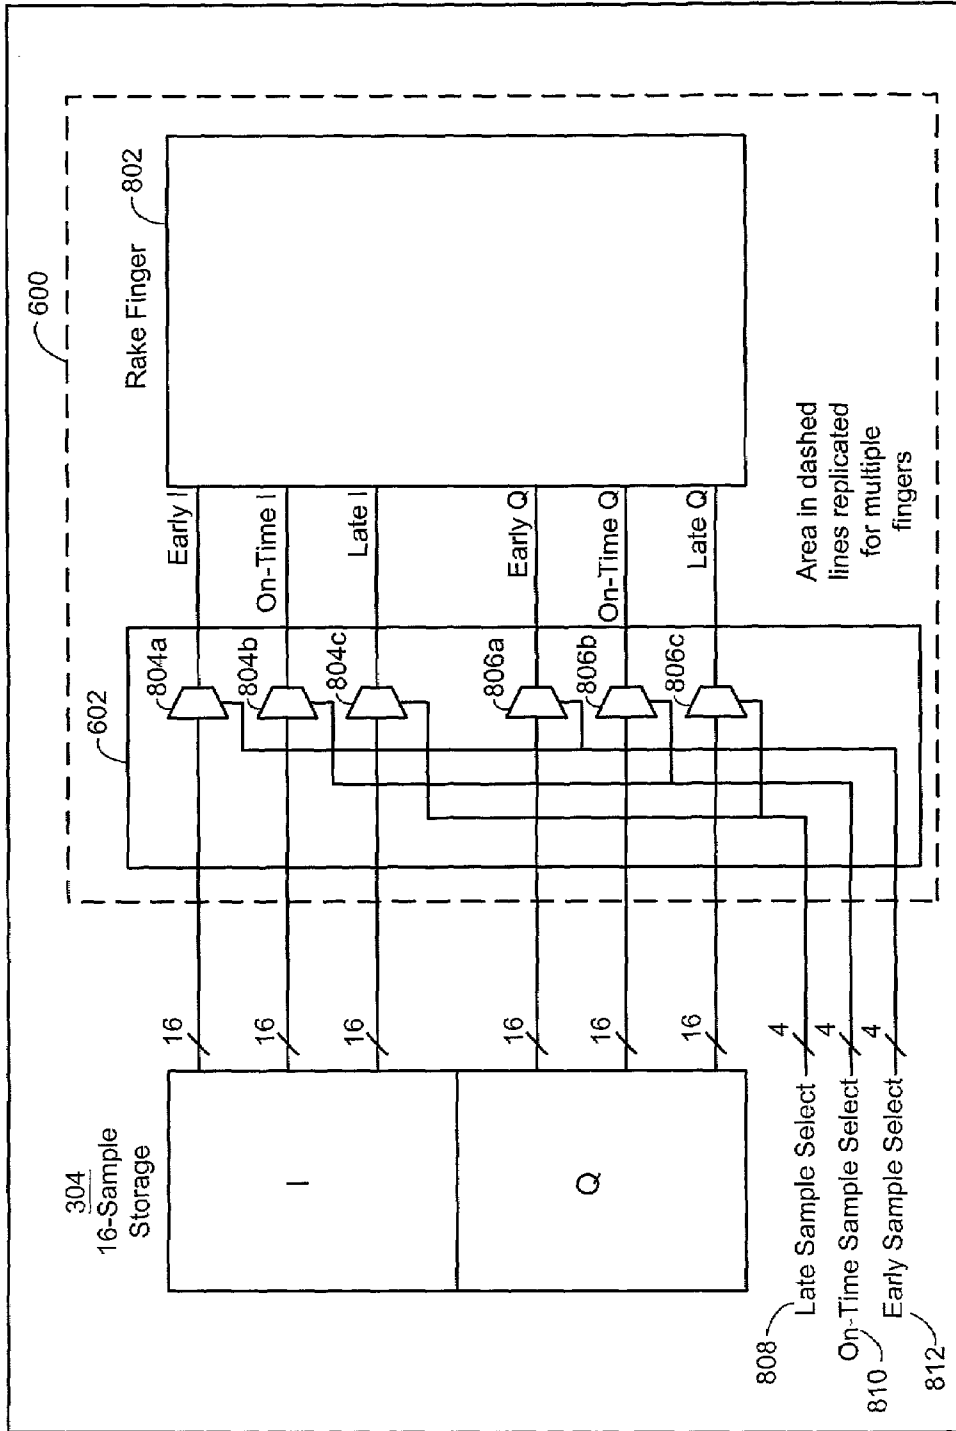 600
602
Rake Finger
802
304
16-Sample
Storage
I
Q
16
16
16
16
16
16
804a
804b
804c
806a
806b
806c
Early I
On-Time I
Late I
Early Q
On-Time Q
Late Q
Area in dashed
lines replicated
for multiple
fingers
808
Late Sample Select
4
810
On-Time Sample Select
4
812
Early Sample Select
4